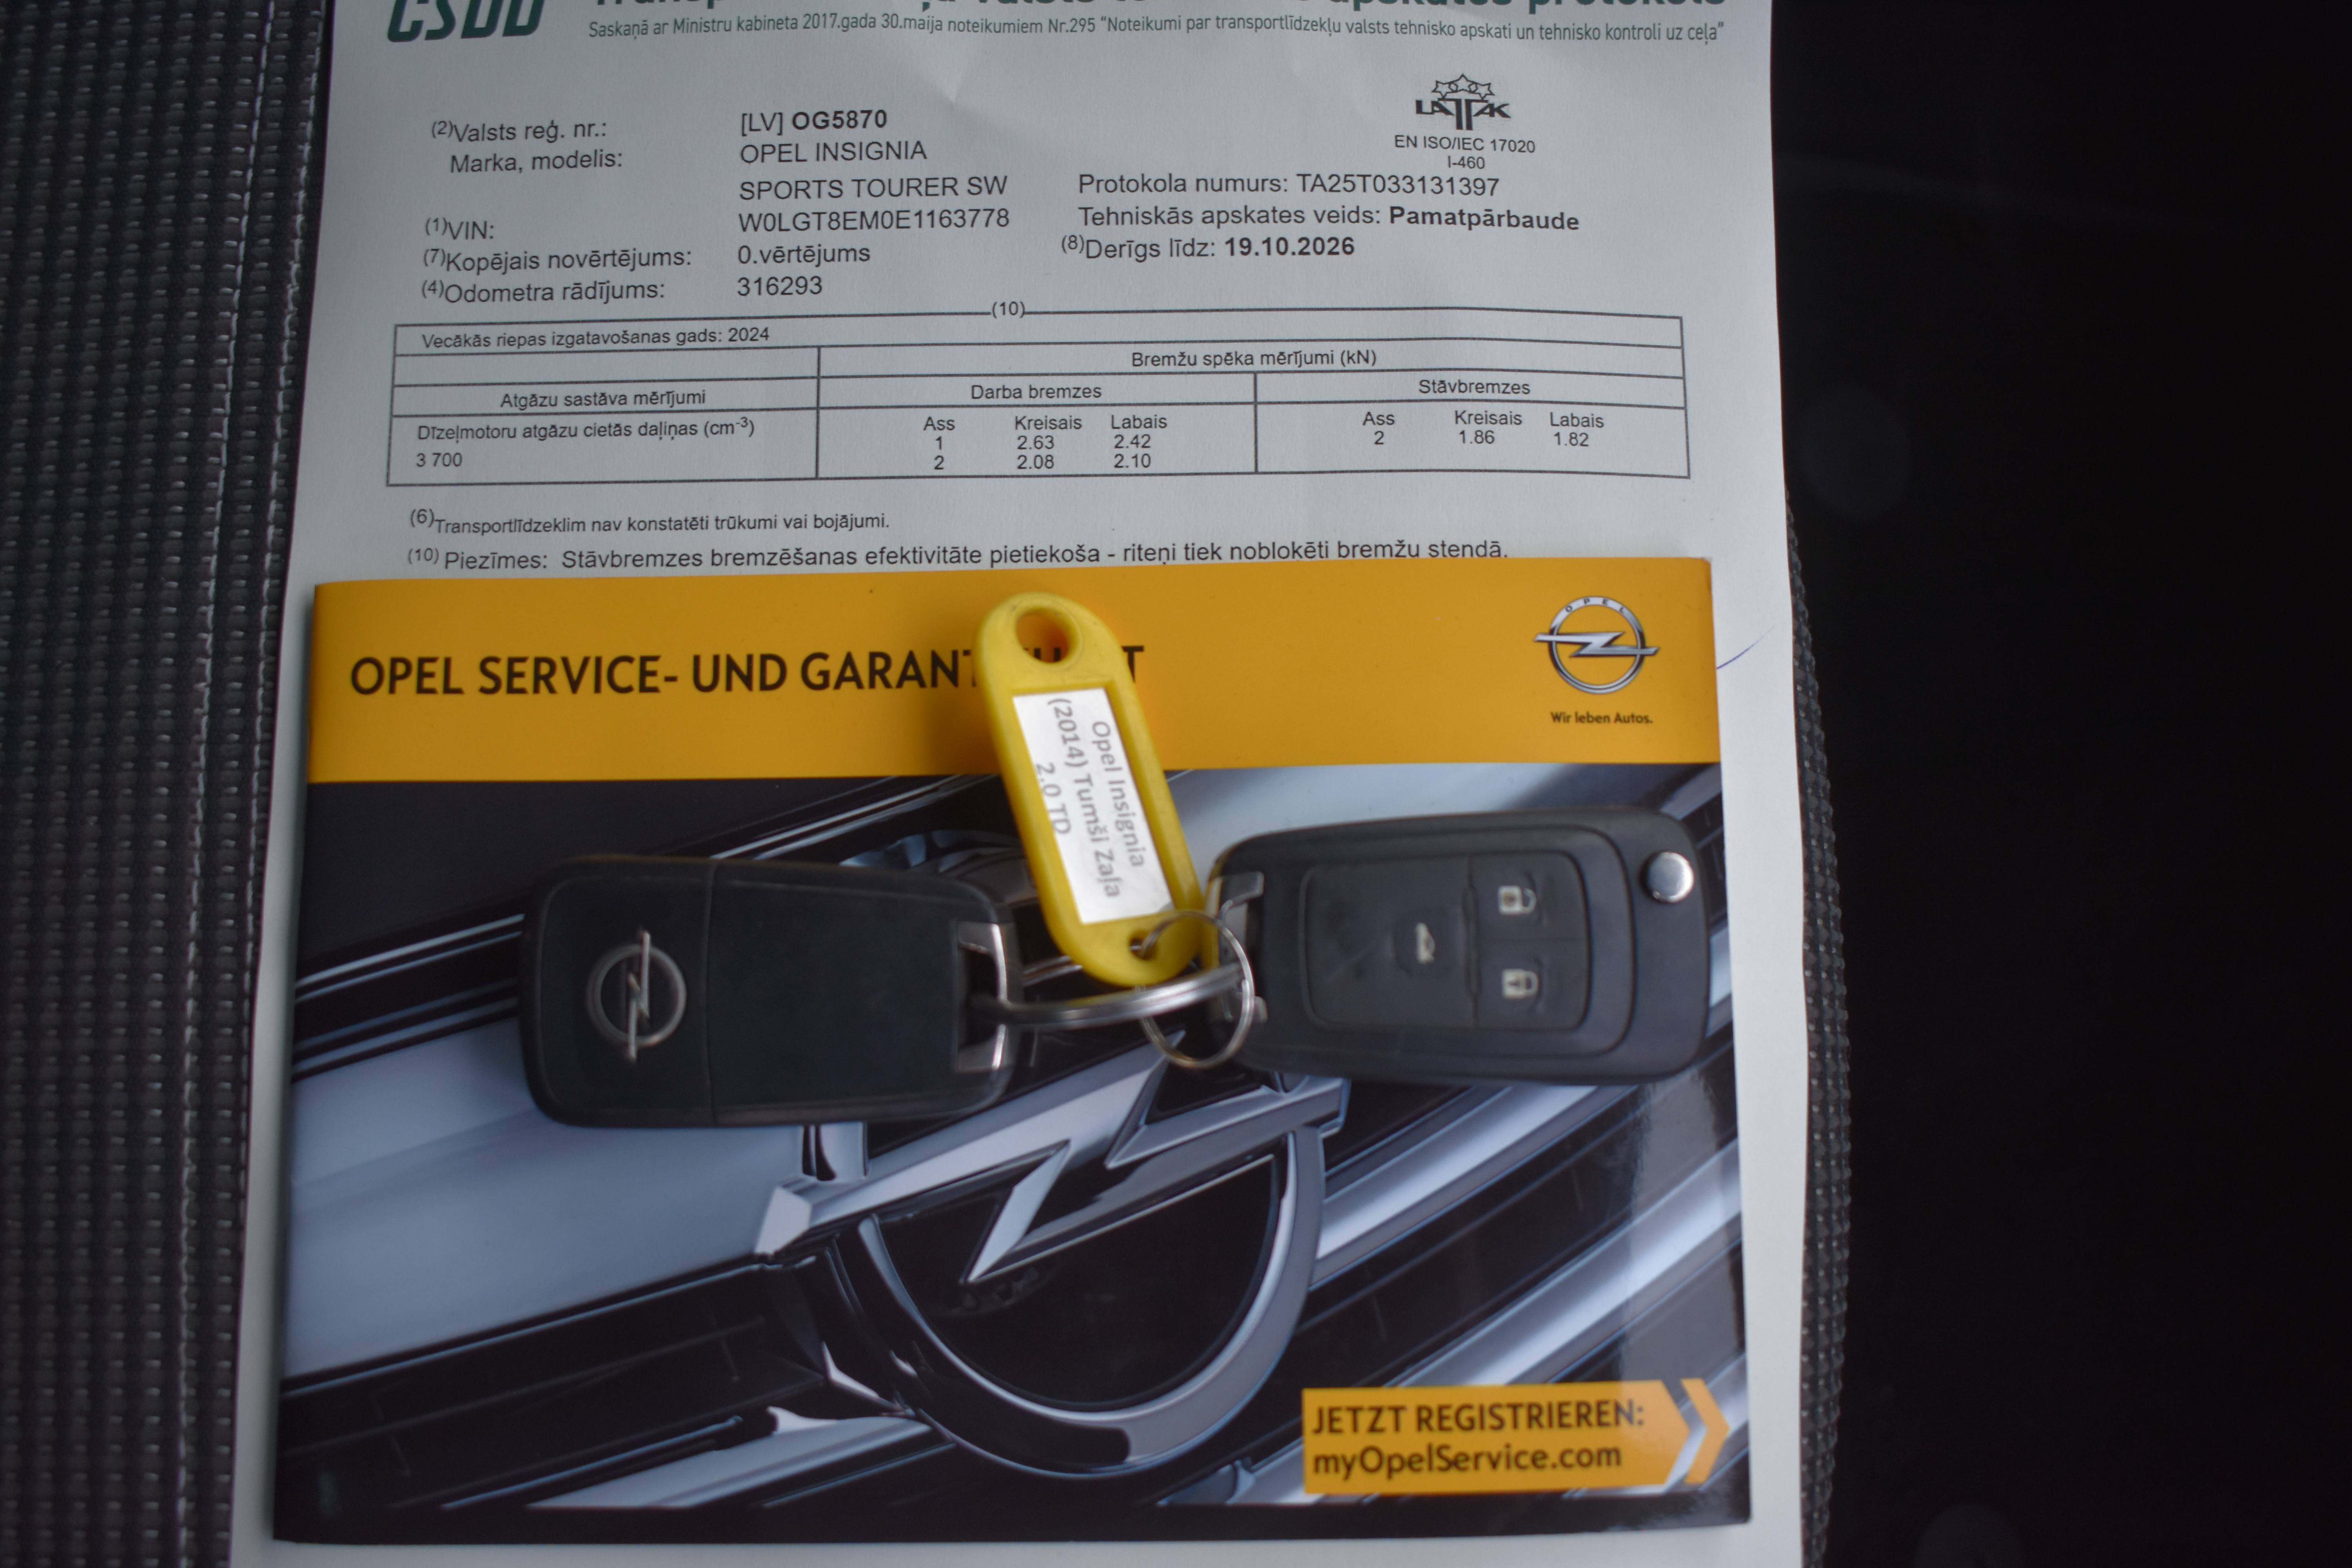 CSDD
Saskaņā ar Ministru kabineta 2017.gada 30.maija noteikumiem Nr.295 "Noteikumi par transportlīdzekļu valsts tehnisko apskati un tehnisko kontroli uz ceļa"
LATAK
EN ISO/IEC 17020
I-460
(2)Valsts reģ. nr.: [LV] OG5870
Marka, modelis: OPEL INSIGNIA
SPORTS TOURER SW
Protokola numurs: TA25T033131397
(1)VIN: W0LGT8EM0E1163778
Tehniskās apskates veids: Pamatpārbaude
(7)Kopējais novērtējums: 0.vērtējums
(8)Derīgs līdz: 19.10.2026
(4)Odometra rādījums: 316293
(10)
Vecākās riepas izgatavošanas gads: 2024
Bremžu spēka mērījumi (kN)
Atgāzu sastāva mērījumi Darba bremzes Stāvbremzes
Dīzeļmotoru atgāzu cietās daļiņas (cm-3) Ass Kreisais Labais Ass Kreisais Labais
1 2.63 2.42 2 1.86 1.82
3 700 2 2.08 2.10
(6)Transportlīdzeklim nav konstatēti trūkumi vai bojājumi.
(10) Piezīmes: Stāvbremzes bremzēšanas efektivitāte pietiekoša - riteņi tiek nobloķēti bremžu stendā.
OPEL SERVICE- UND
OPEL
Wir leben Autos.
Opel Insignia
(2014) Tumši Zaļa
2.0 TD
JETZT REGISTRIEREN:
myOpelService.com